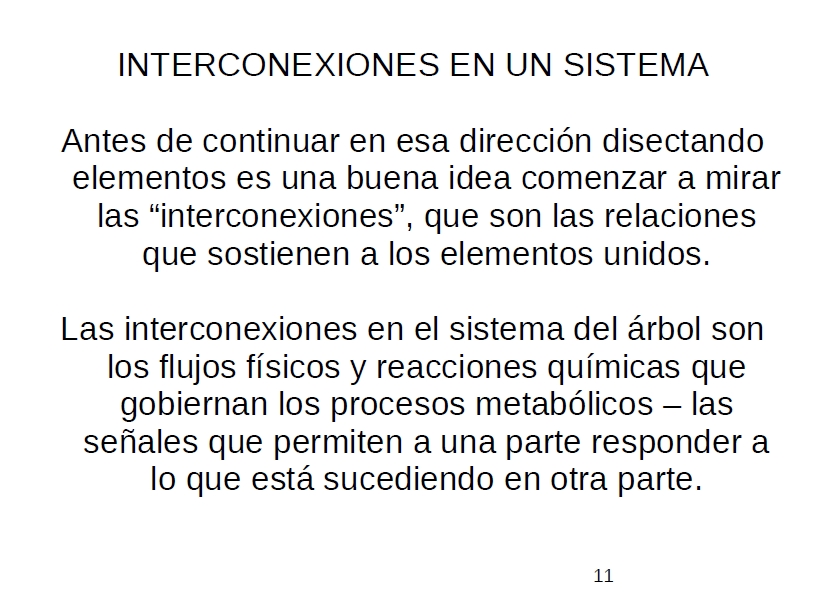 INTERCONEXIONES EN UN SISTEMA
Antes de continuar en esa dirección disectando
elementos es una buena idea comenzar a mirar
las “interconexiones”, que son las relaciones
que sostienen a los elementos unidos.
Las interconexiones en el sistema del árbol son
los flujos físicos y reacciones químicas que
gobiernan los procesos metabólicos – las
señales que permiten a una parte responder a
lo que está sucediendo en otra parte.
11